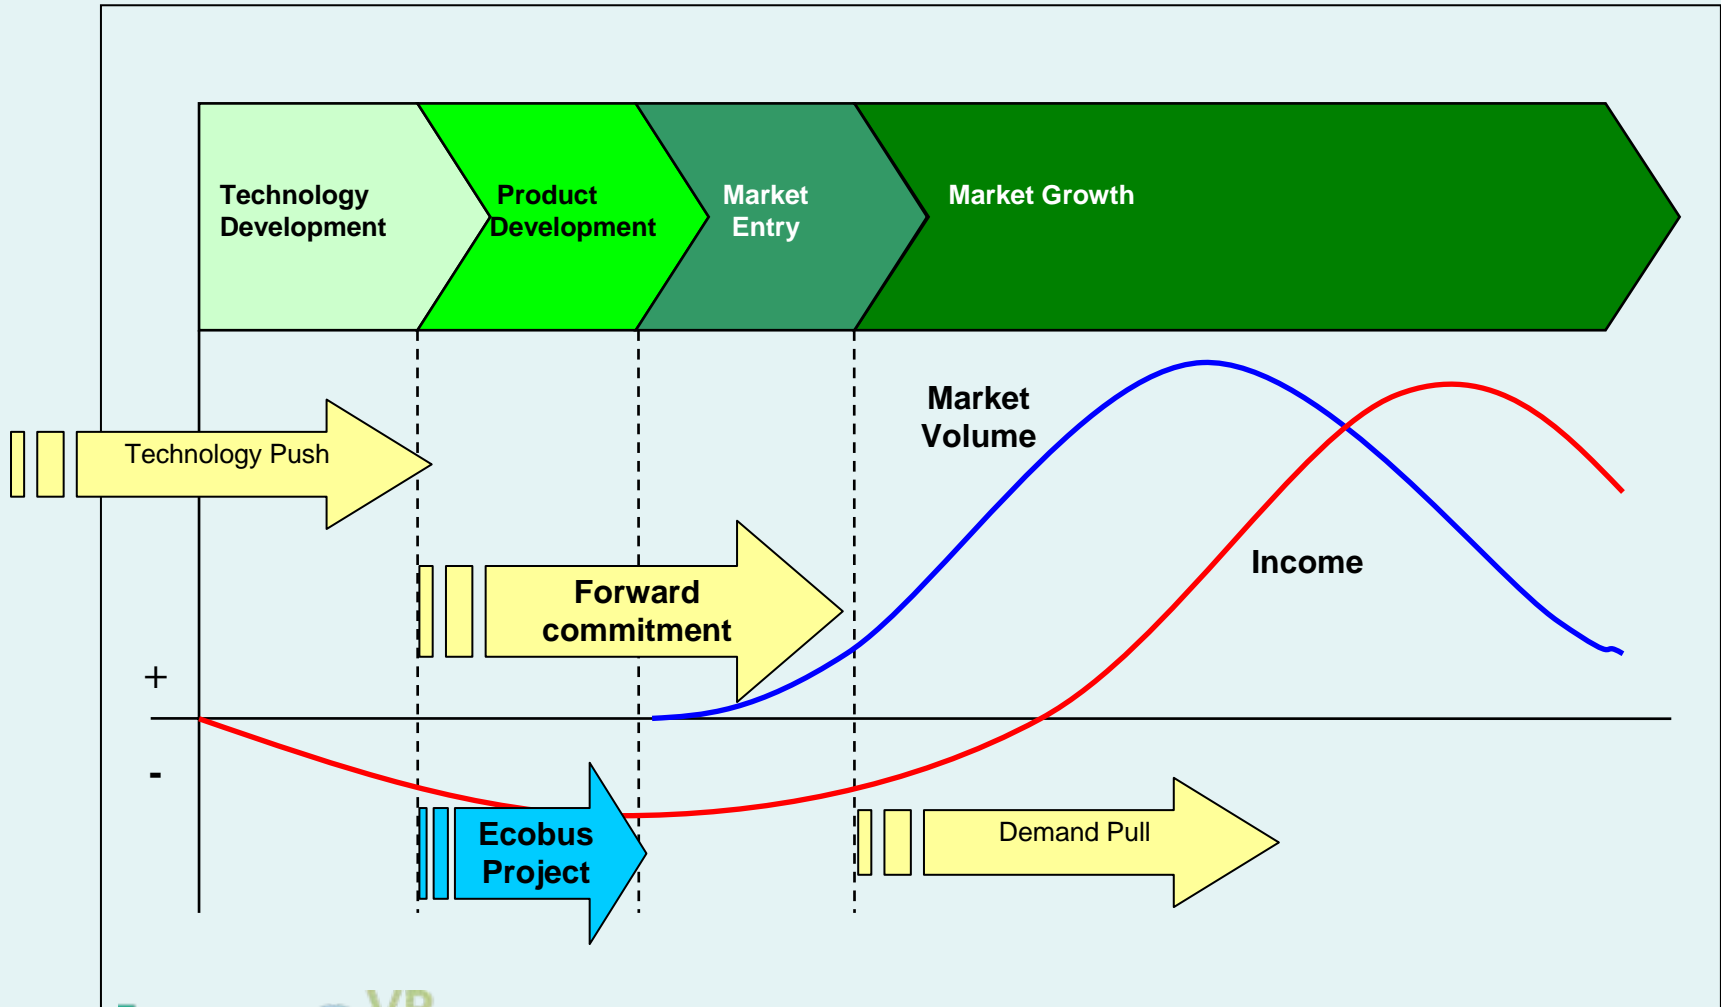 Technology
Development
Product
Development
Market
Entry
Market Growth
Market
Volume
Technology Push
Income
Forward
commitment
+
-
Ecobus
Project
Demand Pull